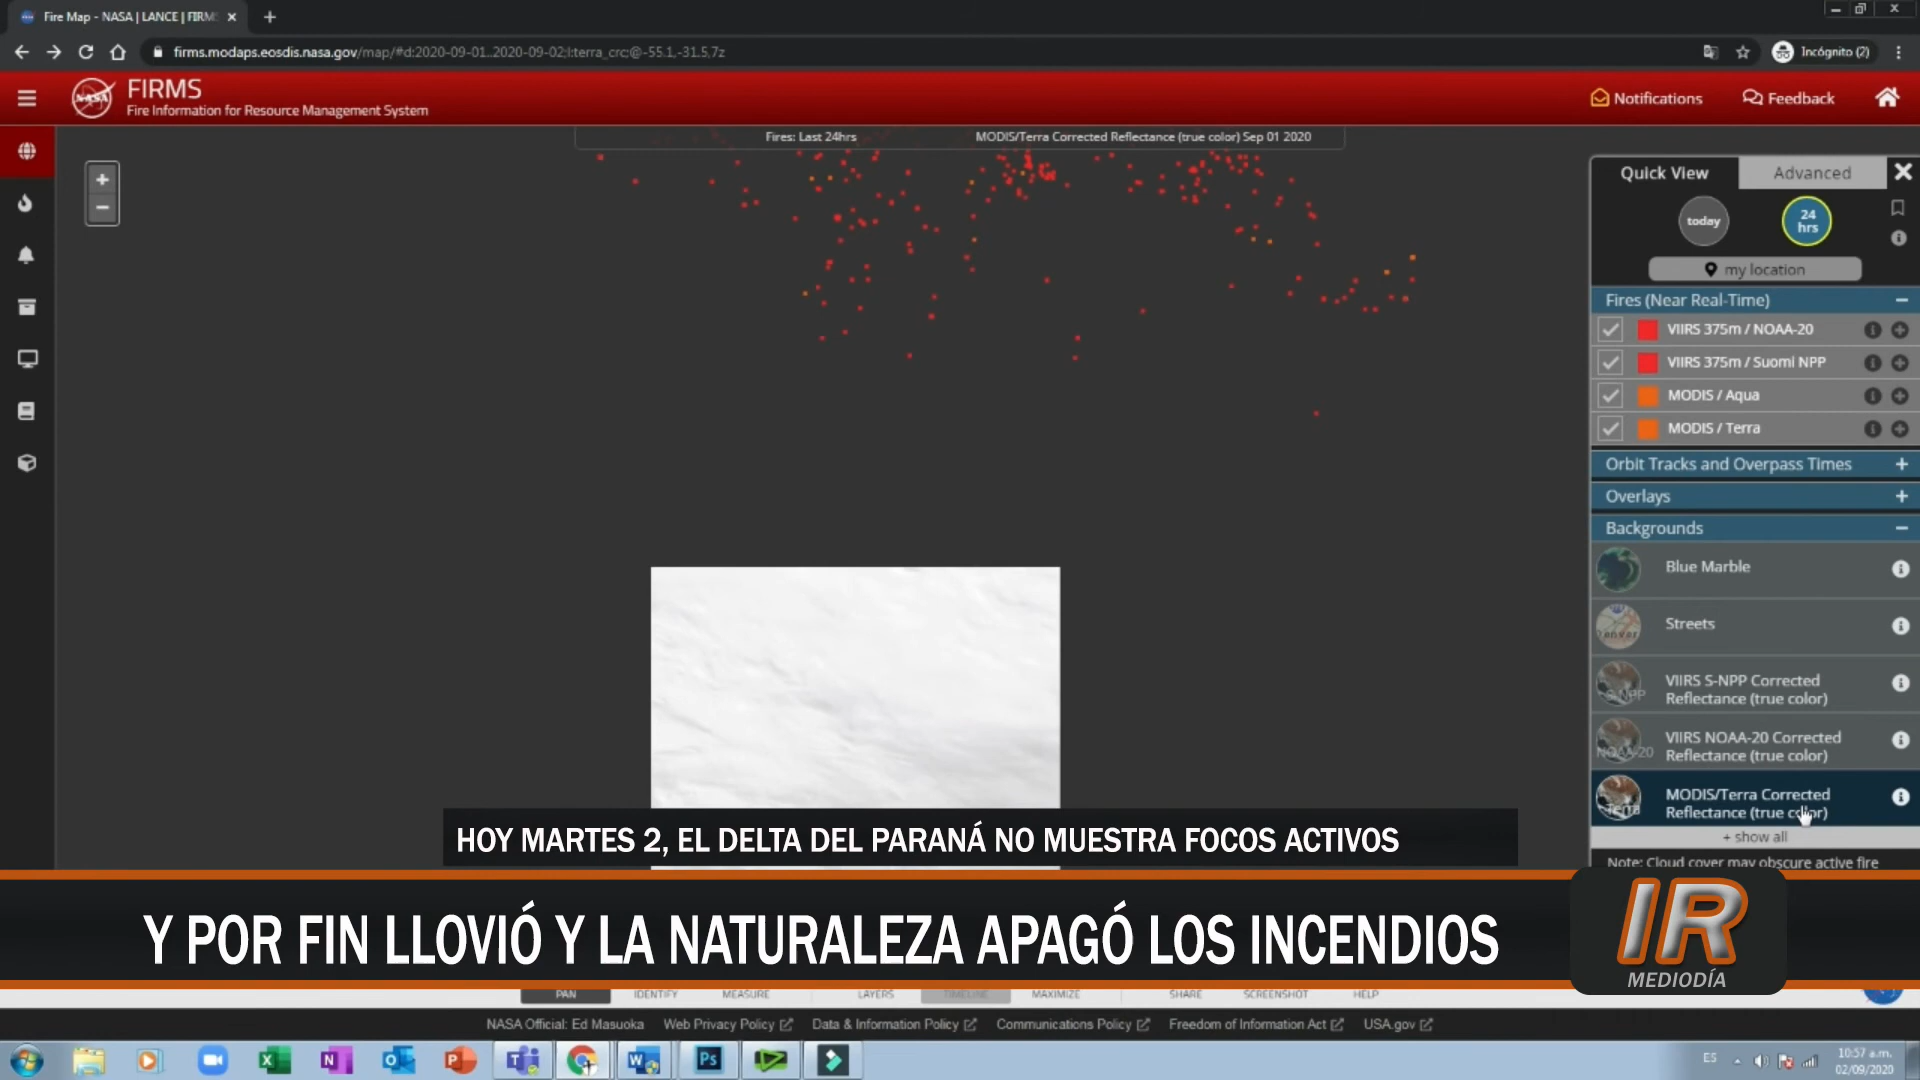 Fire Map - NASA | LANCE | FIRMS
firms.modaps.eosdis.nasa.gov/map/#d:2020-09-01..2020-09-02;l:terra_crc;@-55.1,-31.5,7z
Incógnito (2)
NASA
FIRMS
Fire Information for Resource Management System
Notifications
Feedback
Fires: Last 24hrs
MODIS/Terra Corrected Reflectance (true color) Sep 01 2020
Quick View
Advanced
today
24
hrs
my location
Fires (Near Real-Time)
VIIRS 375m / NOAA-20
VIIRS 375m / Suomi NPP
MODIS / Aqua
MODIS / Terra
Orbit Tracks and Overpass Times
Overlays
Backgrounds
Blue Marble
Streets
Denver
VIIRS S-NPP Corrected
Reflectance (true color)
S-NPP
VIIRS NOAA-20 Corrected
Reflectance (true color)
NOAA-20
MODIS/Terra Corrected
Reflectance (true color)
Terra
+ show all
Note: Cloud cover may obscure active fire
HOY MARTES 2, EL DELTA DEL PARANÁ NO MUESTRA FOCOS ACTIVOS
Y POR FIN LLOVIÓ Y LA NATURALEZA APAGÓ LOS INCENDIOS
IR
MEDIODÍA
PAN
IDENTIFY
MEASURE
LAYERS
TIMELINE
MAXIMIZE
SHARE
SCREENSHOT
HELP
NASA Official: Ed Masuoka
Web Privacy Policy
Data & Information Policy
Communications Policy
Freedom of Information Act
USA.gov
Ps
ES
10:57 a.m.
02/09/2020